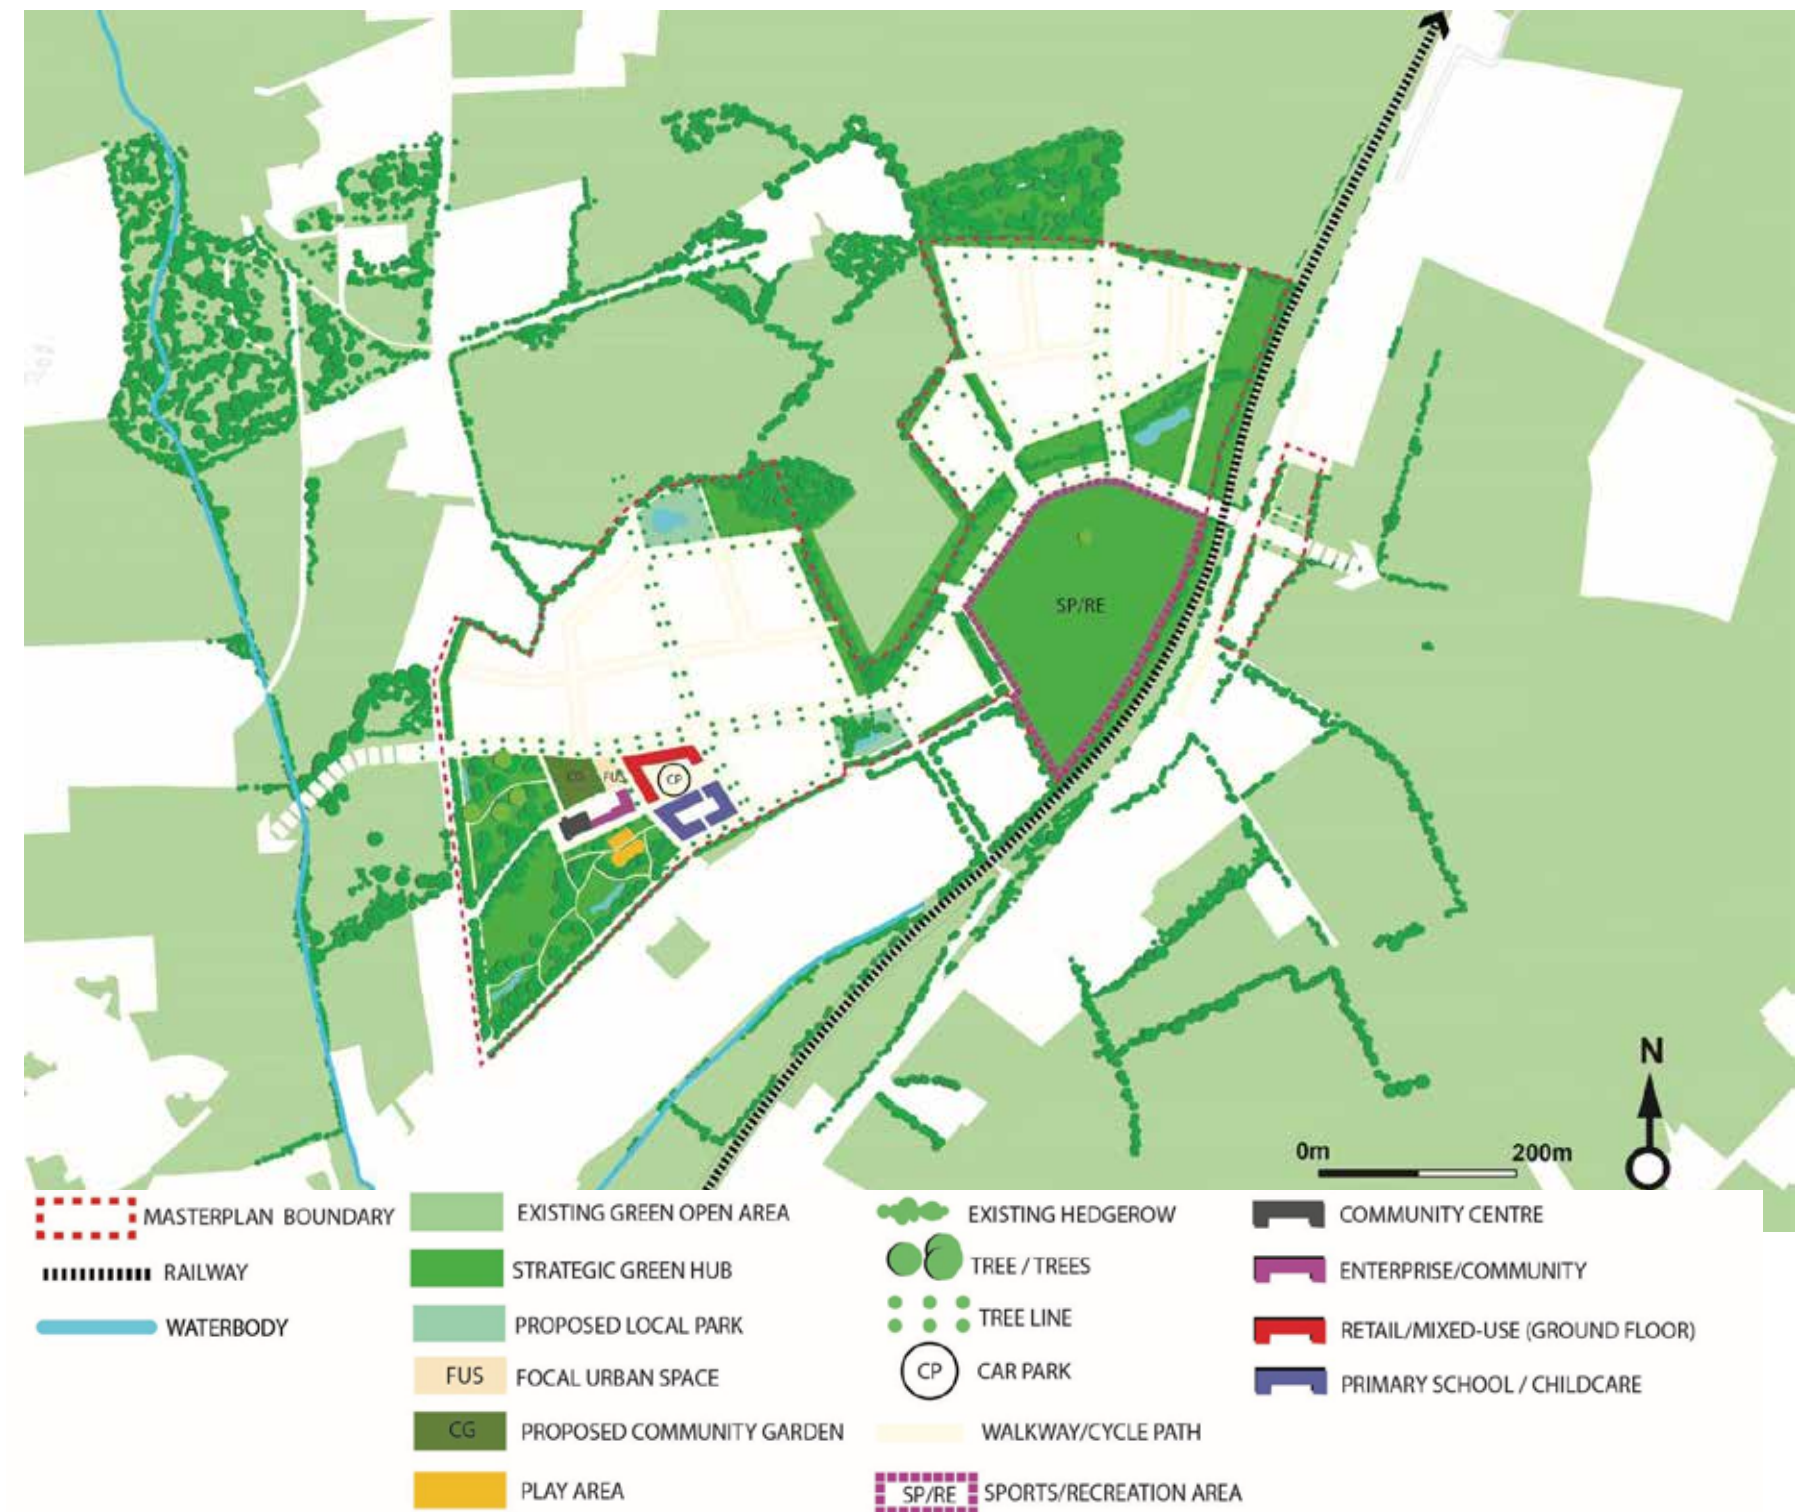 SP/RE
CG
FUS
CP
N
0m 200m
MASTERPLAN BOUNDARY
RAILWAY
WATERBODY
EXISTING GREEN OPEN AREA
STRATEGIC GREEN HUB
PROPOSED LOCAL PARK
FUS FOCAL URBAN SPACE
CG PROPOSED COMMUNITY GARDEN
PLAY AREA
EXISTING HEDGEROW
TREE / TREES
TREE LINE
CP CAR PARK
WALKWAY/CYCLE PATH
SP/RE SPORTS/RECREATION AREA
COMMUNITY CENTRE
ENTERPRISE/COMMUNITY
RETAIL/MIXED-USE (GROUND FLOOR)
PRIMARY SCHOOL / CHILDCARE